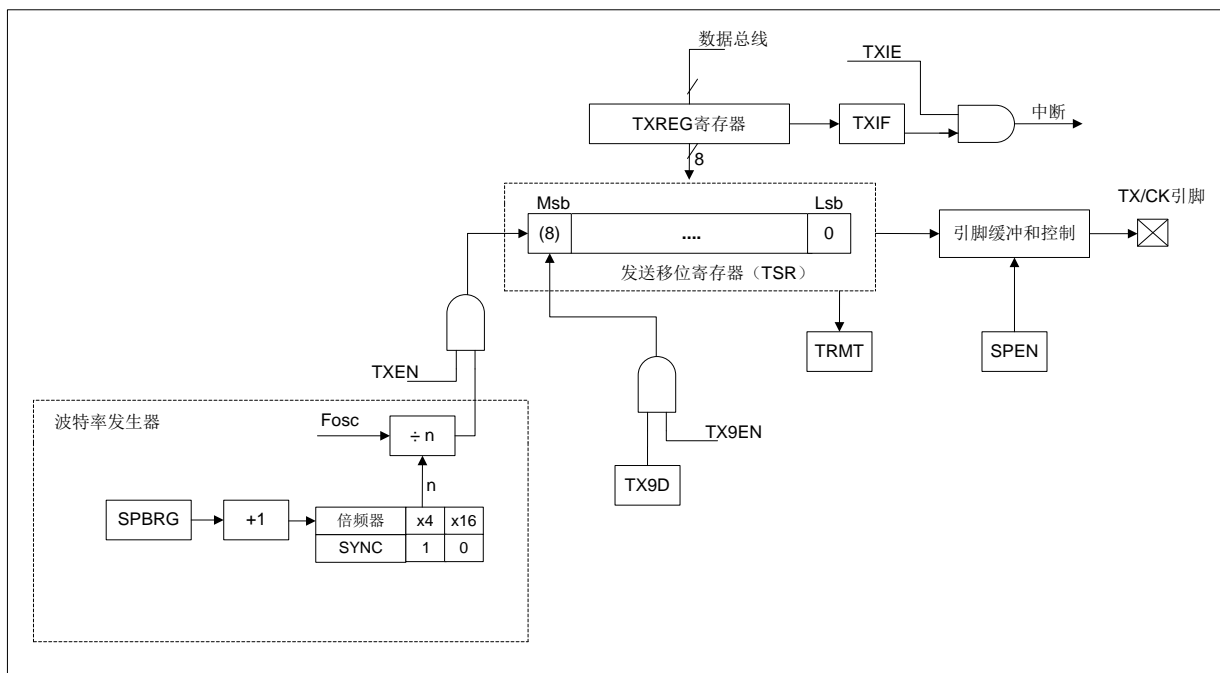 数据总线
TXIE
TXREG寄存器
TXIF
中断
8
Msb
Lsb
(8)
....
0
发送移位寄存器（TSR）
引脚缓冲和控制
TX/CK引脚
TRMT
SPEN
TXEN
TX9EN
TX9D
波特率发生器
Fosc
÷ n
n
SPBRG
+1
倍频器 x4 x16
SYNC 1 0